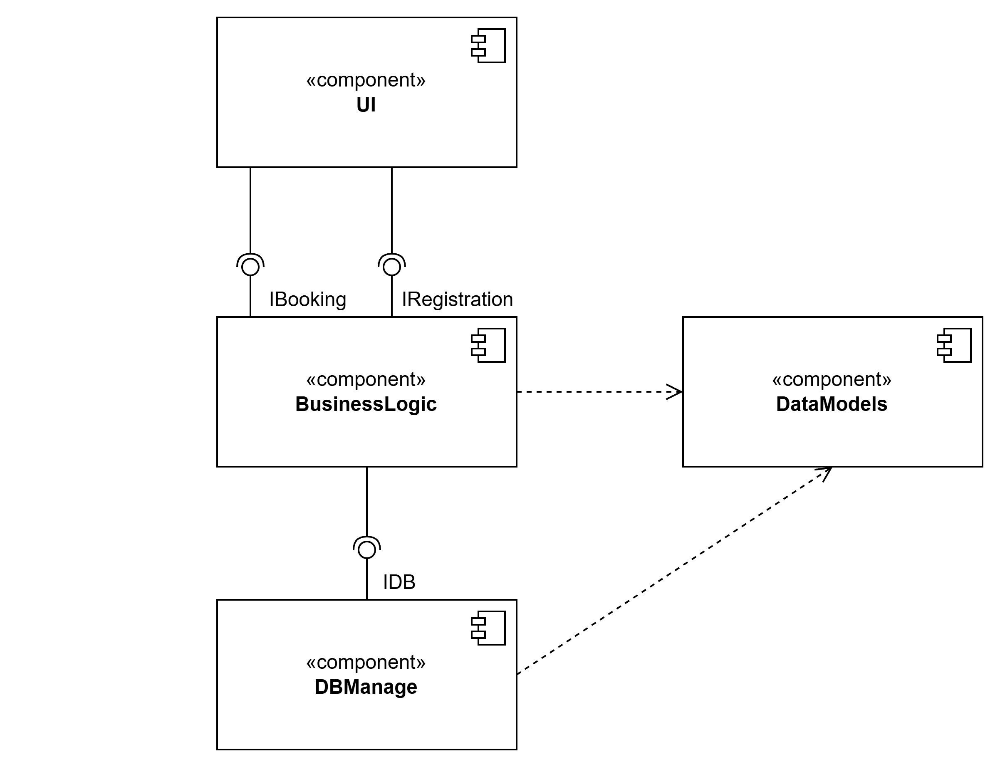 «component»
UI
IBooking
IRegistration
«component»
BusinessLogic
«component»
DataModels
IDB
«component»
DBManage